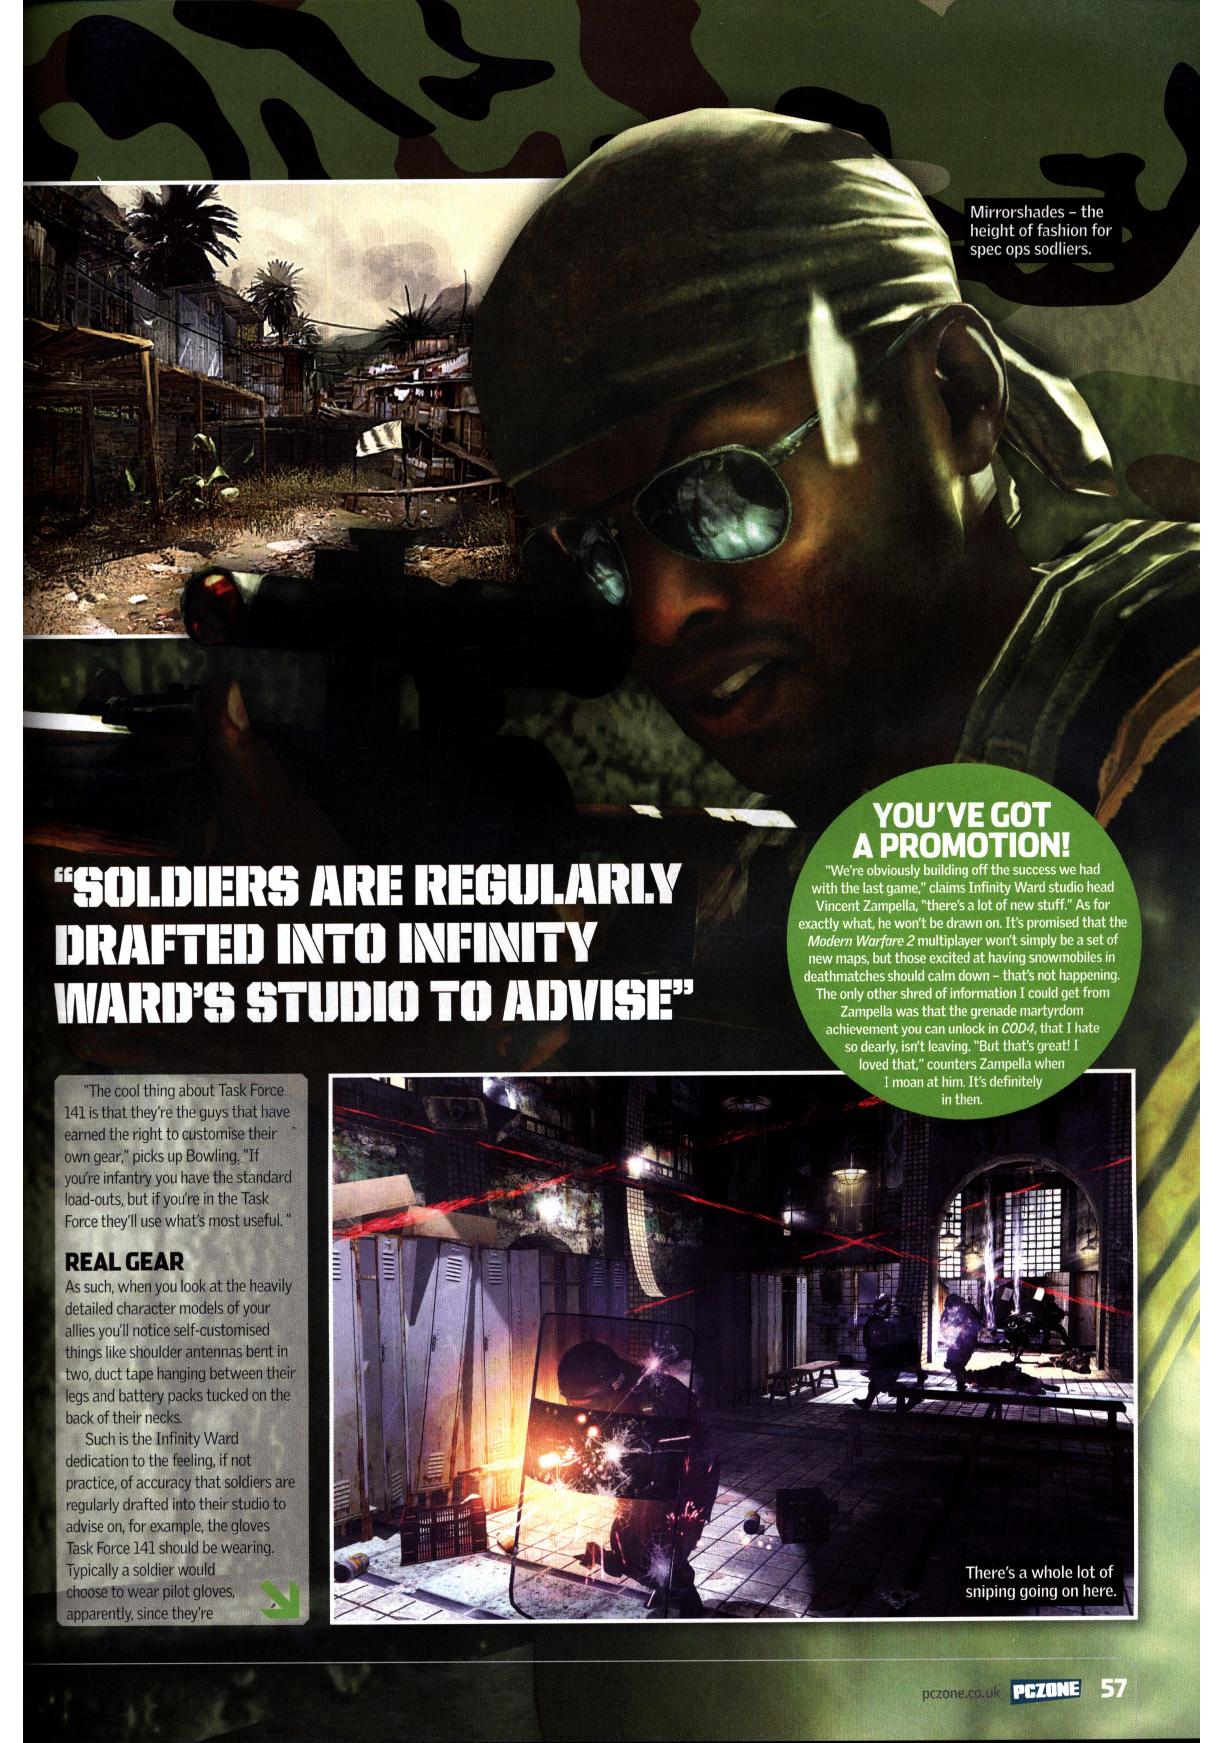 Mirrorshades – the
height of fashion for
spec ops sodliers.
"SOLDIERS ARE REGULARLY
DRAFTED INTO INFINITY
WARD'S STUDIO TO ADVISE"
YOU'VE GOT
A PROMOTION!
"We're obviously building off the success we had
with the last game," claims Infinity Ward studio head
Vincent Zampella, "there's a lot of new stuff." As for
exactly what, he won't be drawn on. It's promised that the
Modern Warfare 2 multiplayer won't simply be a set of
new maps, but those excited at having snowmobiles in
deathmatches should calm down – that's not happening.
The only other shred of information I could get from
Zampella was that the grenade martyrdom
achievement you can unlock in COD4, that I hate
so dearly, isn't leaving. "But that's great! I
loved that," counters Zampella when
I moan at him. It's definitely
in then.
"The cool thing about Task Force
141 is that they're the guys that have
earned the right to customise their
own gear," picks up Bowling. "If
you're infantry you have the standard
load-outs, but if you're in the Task
Force they'll use what's most useful. "
REAL GEAR
As such, when you look at the heavily
detailed character models of your
allies you'll notice self-customised
things like shoulder antennas bent in
two, duct tape hanging between their
legs and battery packs tucked on the
back of their necks.
Such is the Infinity Ward
dedication to the feeling, if not
practice, of accuracy that soldiers are
regularly drafted into their studio to
advise on, for example, the gloves
Task Force 141 should be wearing.
Typically a soldier would
choose to wear pilot gloves,
apparently, since they're
There's a whole lot of
sniping going on here.
pczone.co.uk PCZONE 57